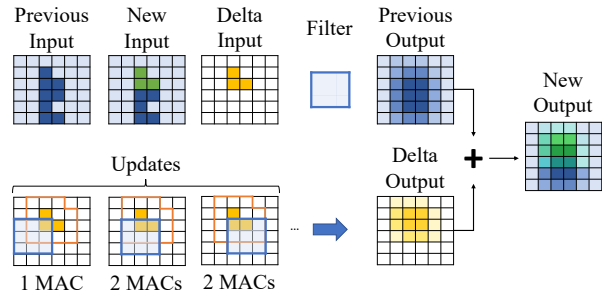 Previous
Input
New
Input
Delta
Input
Filter
Previous
Output
New
Output
Updates
Delta
Output
+
...
1 MAC
2 MACs
2 MACs